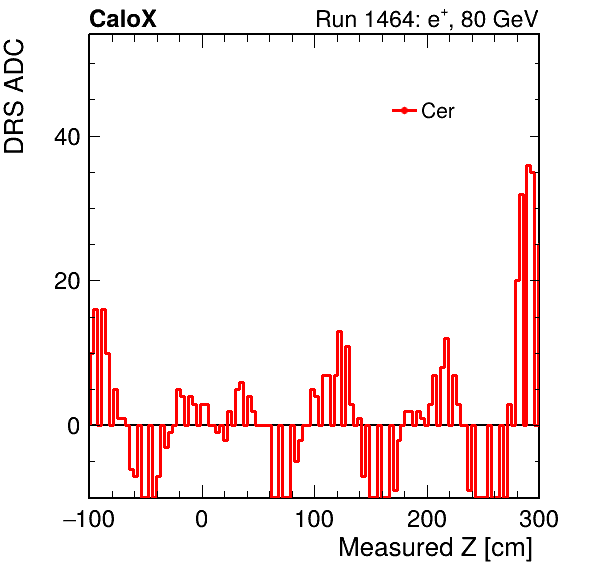 CaloX Run 1464: e+, 80 GeV
DRS ADC
Cer
40
20
0
−100 0 100 200 300
Measured Z [cm]